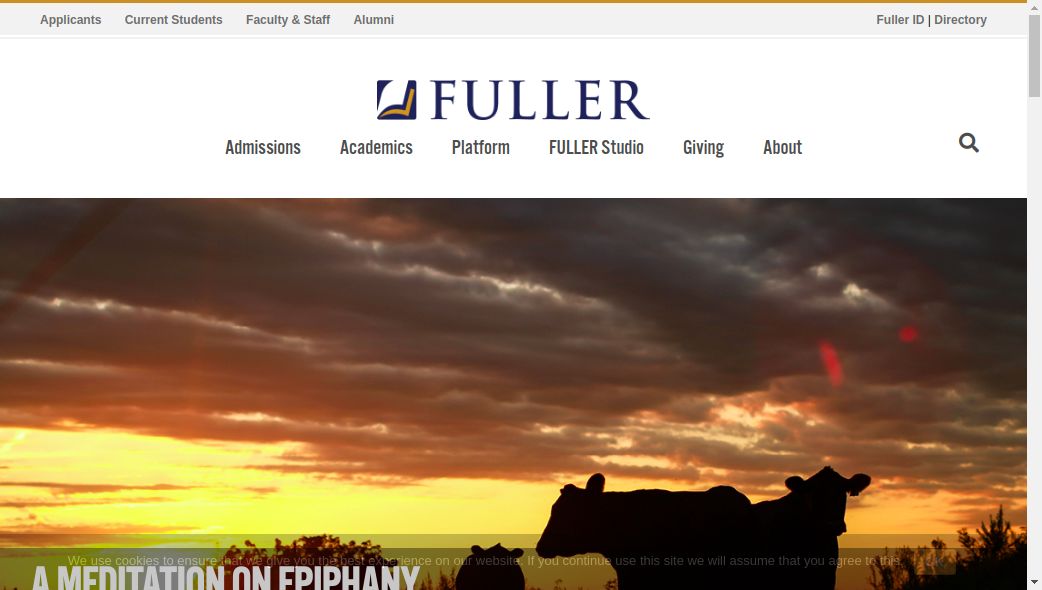 Applicants Current Students Faculty & Staff Alumni Fuller ID | Directory
FULLER
Admissions Academics Platform FULLER Studio Giving About
We use cookies to ensure that we give you the best experience on our website. If you continue use this site we will assume that you agree to this.
A MEDITATION ON EPIPHANY